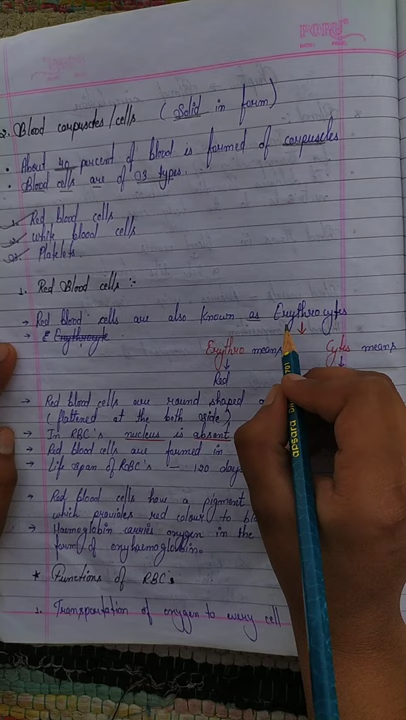 2. Blood corpuscles/cells (Solid in form)
• About 40 percent of blood is formed of corpuscles
• Blood cells are of 03 types.
1. Red blood cells
2. White blood cells
3. Platelets.
1. Red Blood cells :-
→ Red blood cells are also known as Erythrocytes
→ E Erythrocyte
Erythro means Cytes means
↓ ↓
Red
→ Red blood cells are round shaped
(flattened at the both side)
→ In RBC's nucleus is absent
→ Red blood cells are formed in
→ Life span of RBC's — 120 day
→ Red blood cells have a pigment
which provides red colour to blo
→ Haemoglobin carries oxygen in the
form of oxyhaemoglobin.
* Functions of RBC's
1. Transportation of oxygen to every cell